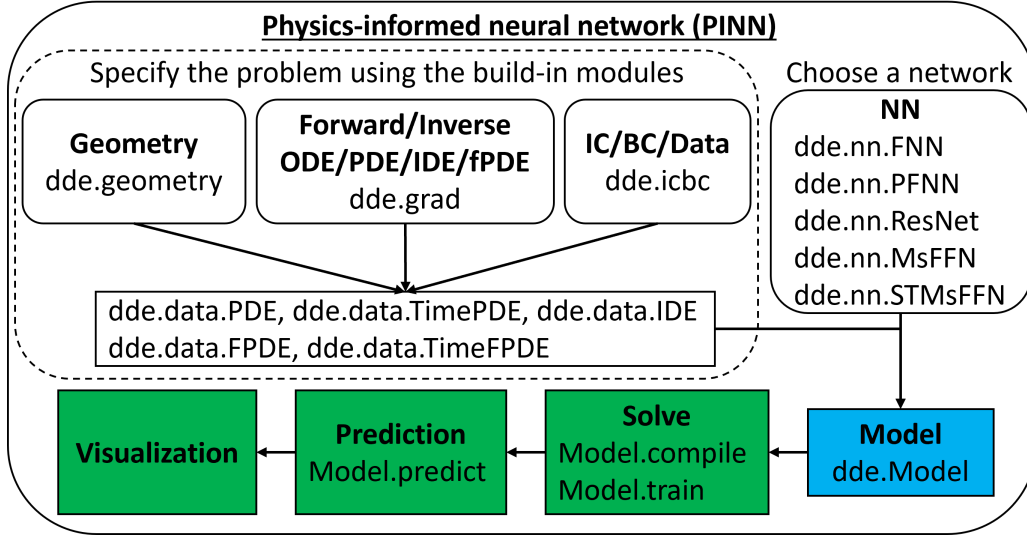 Physics-informed neural network (PINN)
Specify the problem using the build-in modules
Geometry
dde.geometry
Forward/Inverse
ODE/PDE/IDE/fPDE
dde.grad
IC/BC/Data
dde.icbc
dde.data.PDE, dde.data.TimePDE, dde.data.IDE
dde.data.FPDE, dde.data.TimeFPDE
Choose a network
NN
dde.nn.FNN
dde.nn.PFNN
dde.nn.ResNet
dde.nn.MsFFN
dde.nn.STMsFFN
Model
dde.Model
Solve
Model.compile
Model.train
Prediction
Model.predict
Visualization